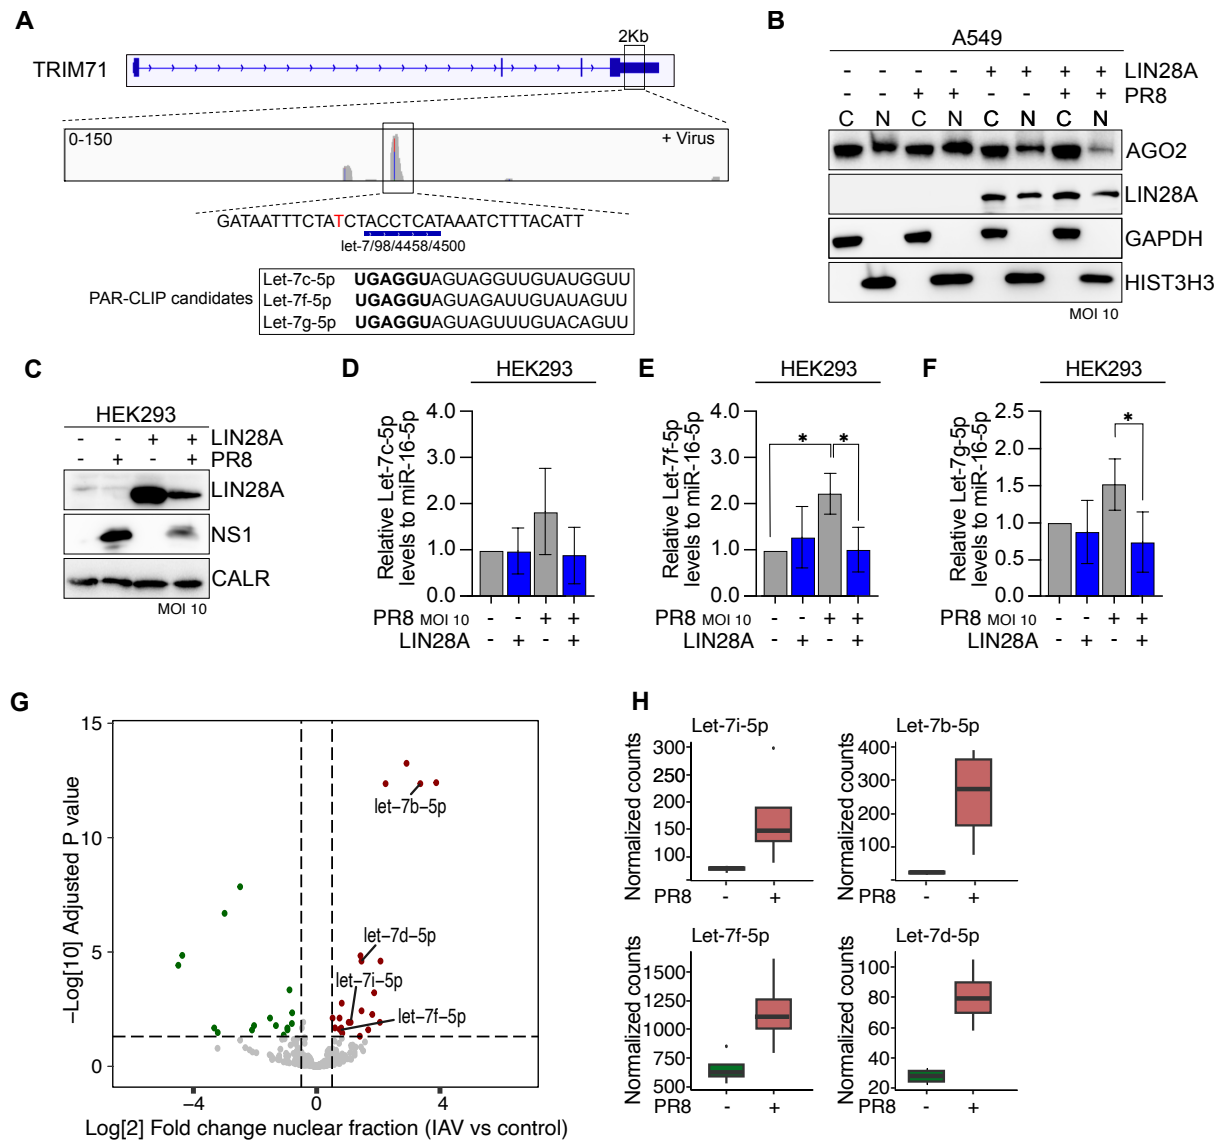 A
2Kb
TRIM71
0-150
+ Virus
GATAATTTCTATCTACCTCATAAATCTTTACATT
let-7/98/4458/4500
PAR-CLIP candidates
Let-7c-5p UGAGGUAGUAGGUUGUAUGGUU
Let-7f-5p UGAGGUAGUAGAUUGUAUAGUU
Let-7g-5p UGAGGUAGUAGUUUGUACAGUU
B
A549
- - - - + + + + LIN28A
- - + + - - + + PR8
C N C N C N C N
AGO2
LIN28A
GAPDH
HIST3H3
MOI 10
C
HEK293
- - + + LIN28A
- + - + PR8
LIN28A
NS1
CALR
MOI 10
D
HEK293
Relative Let-7c-5p
levels to miR-16-5p
4.0
3.0
2.0
1.0
0.0
PR8 MOI 10 - - + +
LIN28A - + - +
E
HEK293
Relative Let-7f-5p
levels to miR-16-5p
4.0
3.0
2.0
1.0
0.0
* *
- - + +
PR8 MOI 10
LIN28A - + - +
F
HEK293
Relative Let-7g-5p
levels to miR-16-5p
2.5
2.0
1.5
1.0
0.5
0.0
*
PR8 MOI 10 - - + +
LIN28A - + - +
G
−Log[10] Adjusted P value
15
10
5
0
let−7b−5p
let−7d−5p
let−7i−5p
let−7f−5p
−4 0 4
Log[2] Fold change nuclear fraction (IAV vs control)
H
Let-7i-5p
Normalized counts
300
250
200
150
100
PR8 - +
Let-7b-5p
Normalized counts
400
300
200
100
PR8 - +
Let-7f-5p
Normalized counts
1500
1250
1000
750
500
PR8 - +
Let-7d-5p
Normalized counts
100
80
60
40
20
PR8 - +